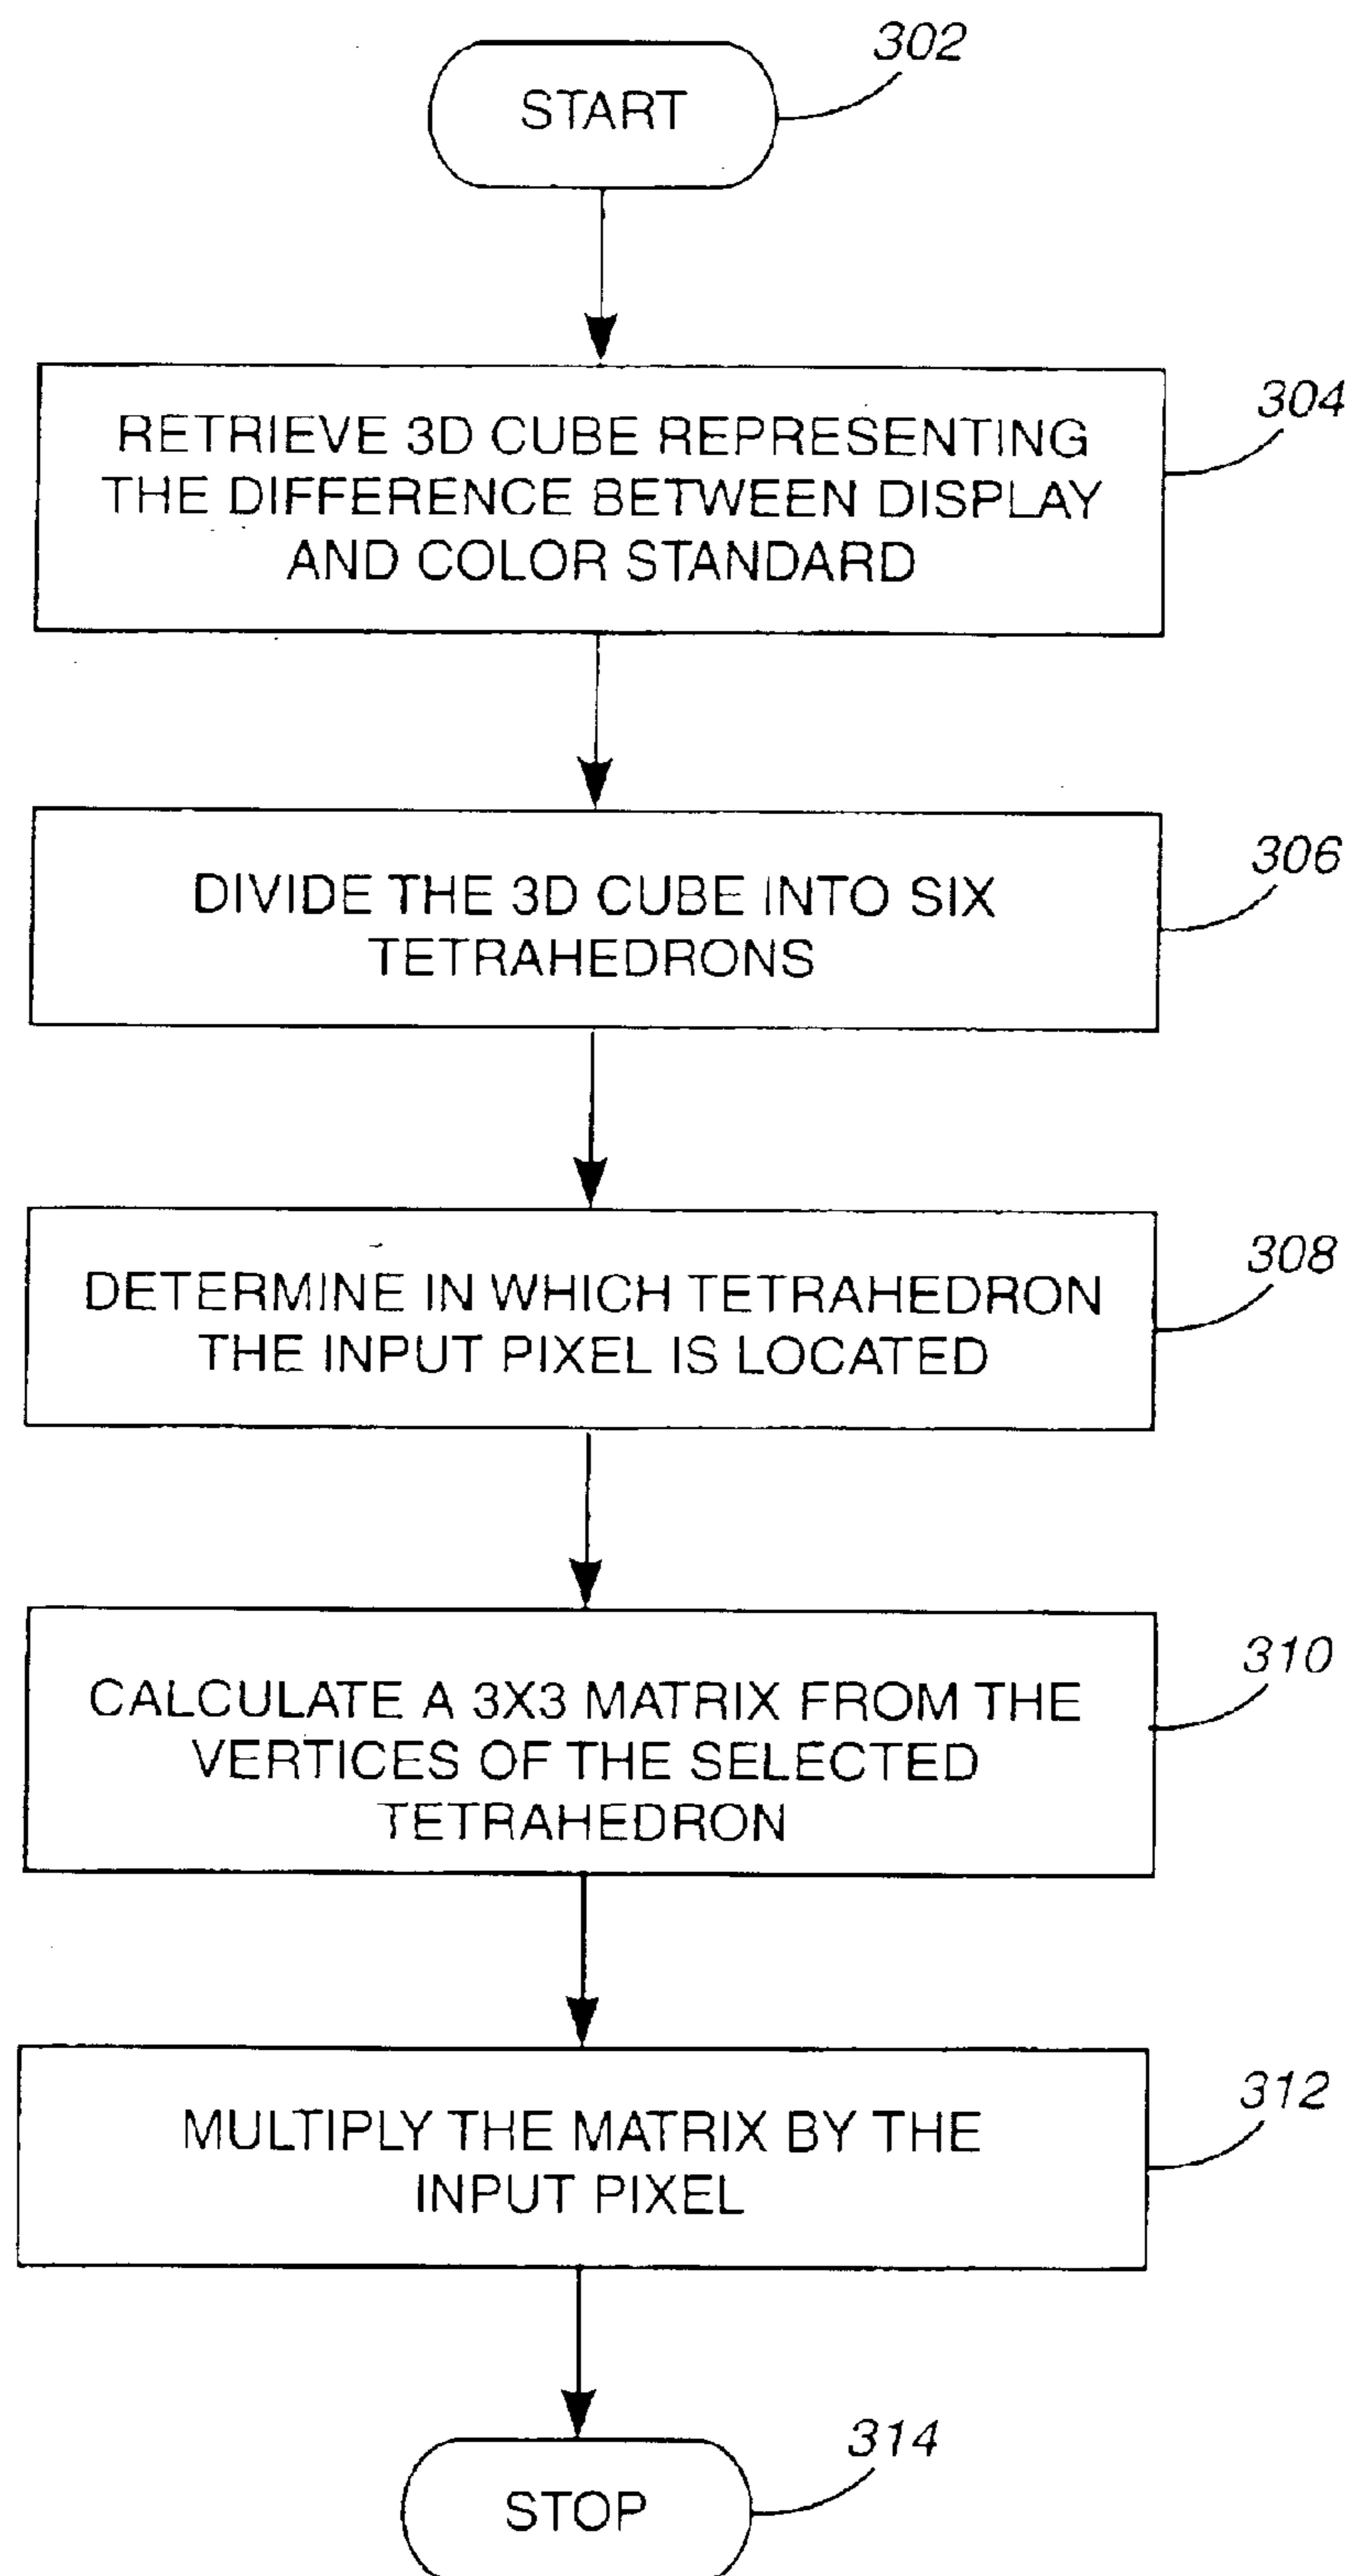 302
START
304
RETRIEVE 3D CUBE REPRESENTING
THE DIFFERENCE BETWEEN DISPLAY
AND COLOR STANDARD
306
DIVIDE THE 3D CUBE INTO SIX
TETRAHEDRONS
308
DETERMINE IN WHICH TETRAHEDRON
THE INPUT PIXEL IS LOCATED
310
CALCULATE A 3X3 MATRIX FROM THE
VERTICES OF THE SELECTED
TETRAHEDRON
312
MULTIPLY THE MATRIX BY THE
INPUT PIXEL
314
STOP